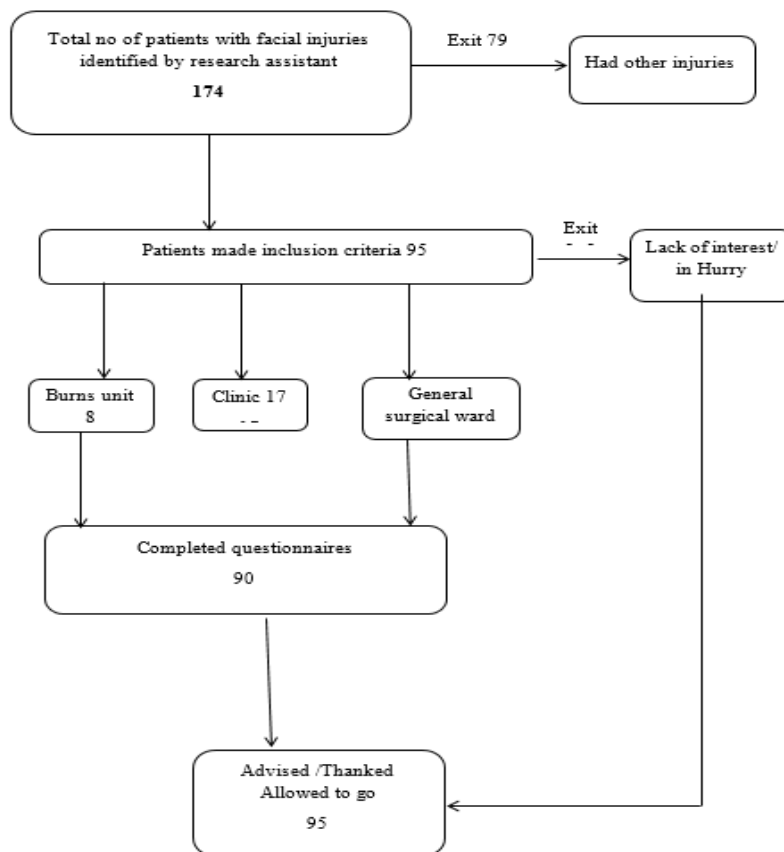 Total no of patients with facial injuries
identified by research assistant
174
Exit 79
Had other injuries
Patients made inclusion criteria 95
Exit
Lack of interest/
in Hurry
Burns unit
8
Clinic 17
General
surgical ward
Completed questionnaires
90
Advised /Thanked
Allowed to go
95